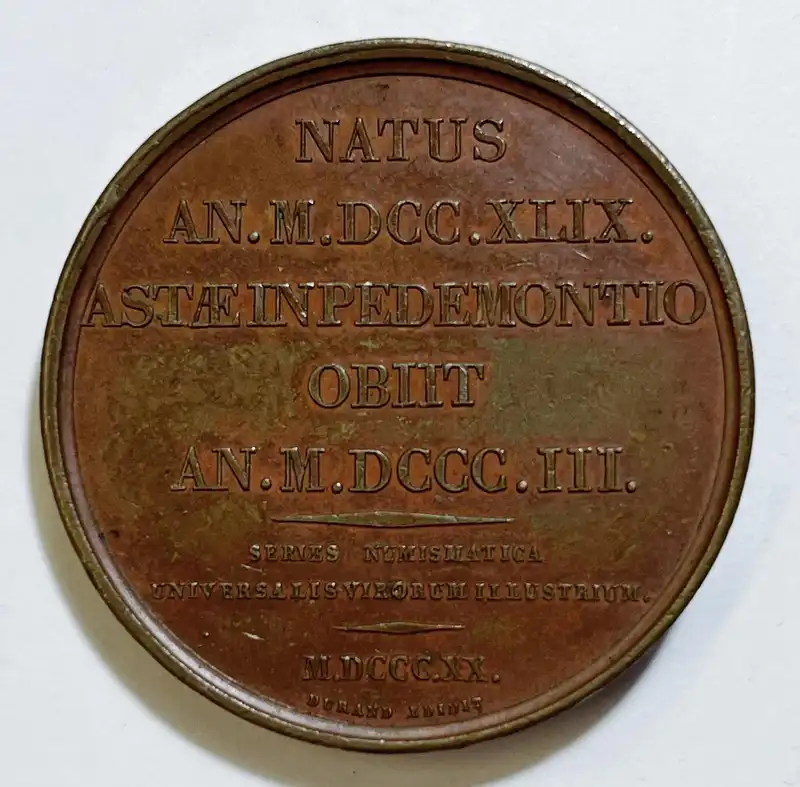 NATUS
AN.M.DCC.XLIX.
ASTÆ IN PEDEMONTIO
OBIIT
AN.M.DCCC.III.
SERIES NUMISMATICA
UNIVERSALIS VIRORUM ILLUSTRIUM.
M.DCCC.XX.
DURAND EDIDIT